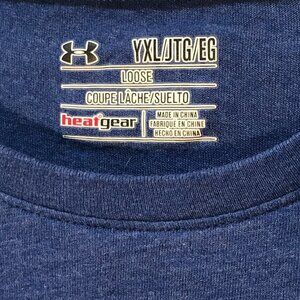 YXL/JTG/EG
LOOSE
COUPE LÂCHE/SUELTO
heatgear
MADE IN CHINA
FABRIQUÉ EN CHINE
HECHO EN CHINA